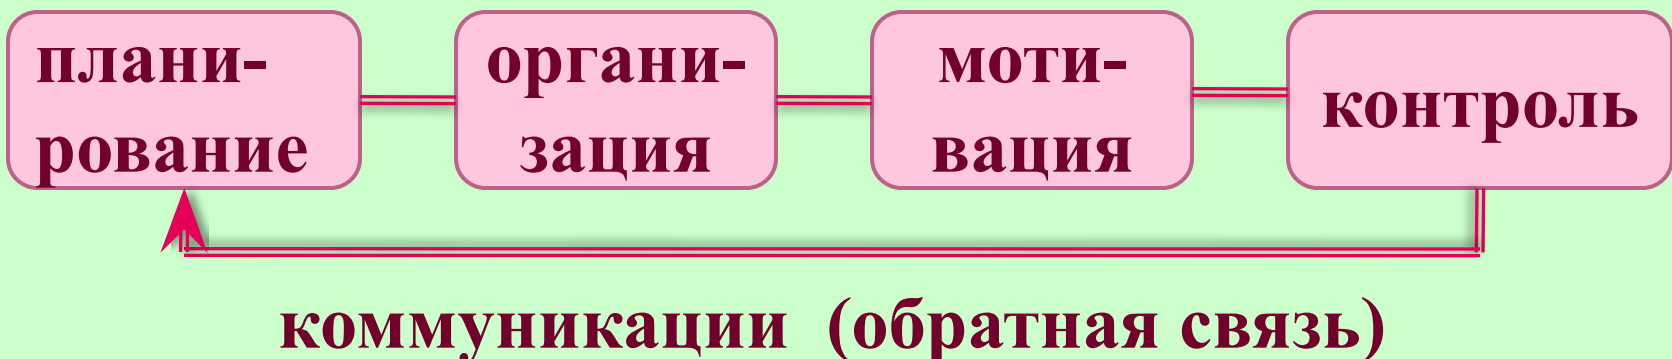 плани-
рование
органи-
зация
моти-
вация
контроль
коммуникации (обратная связь)